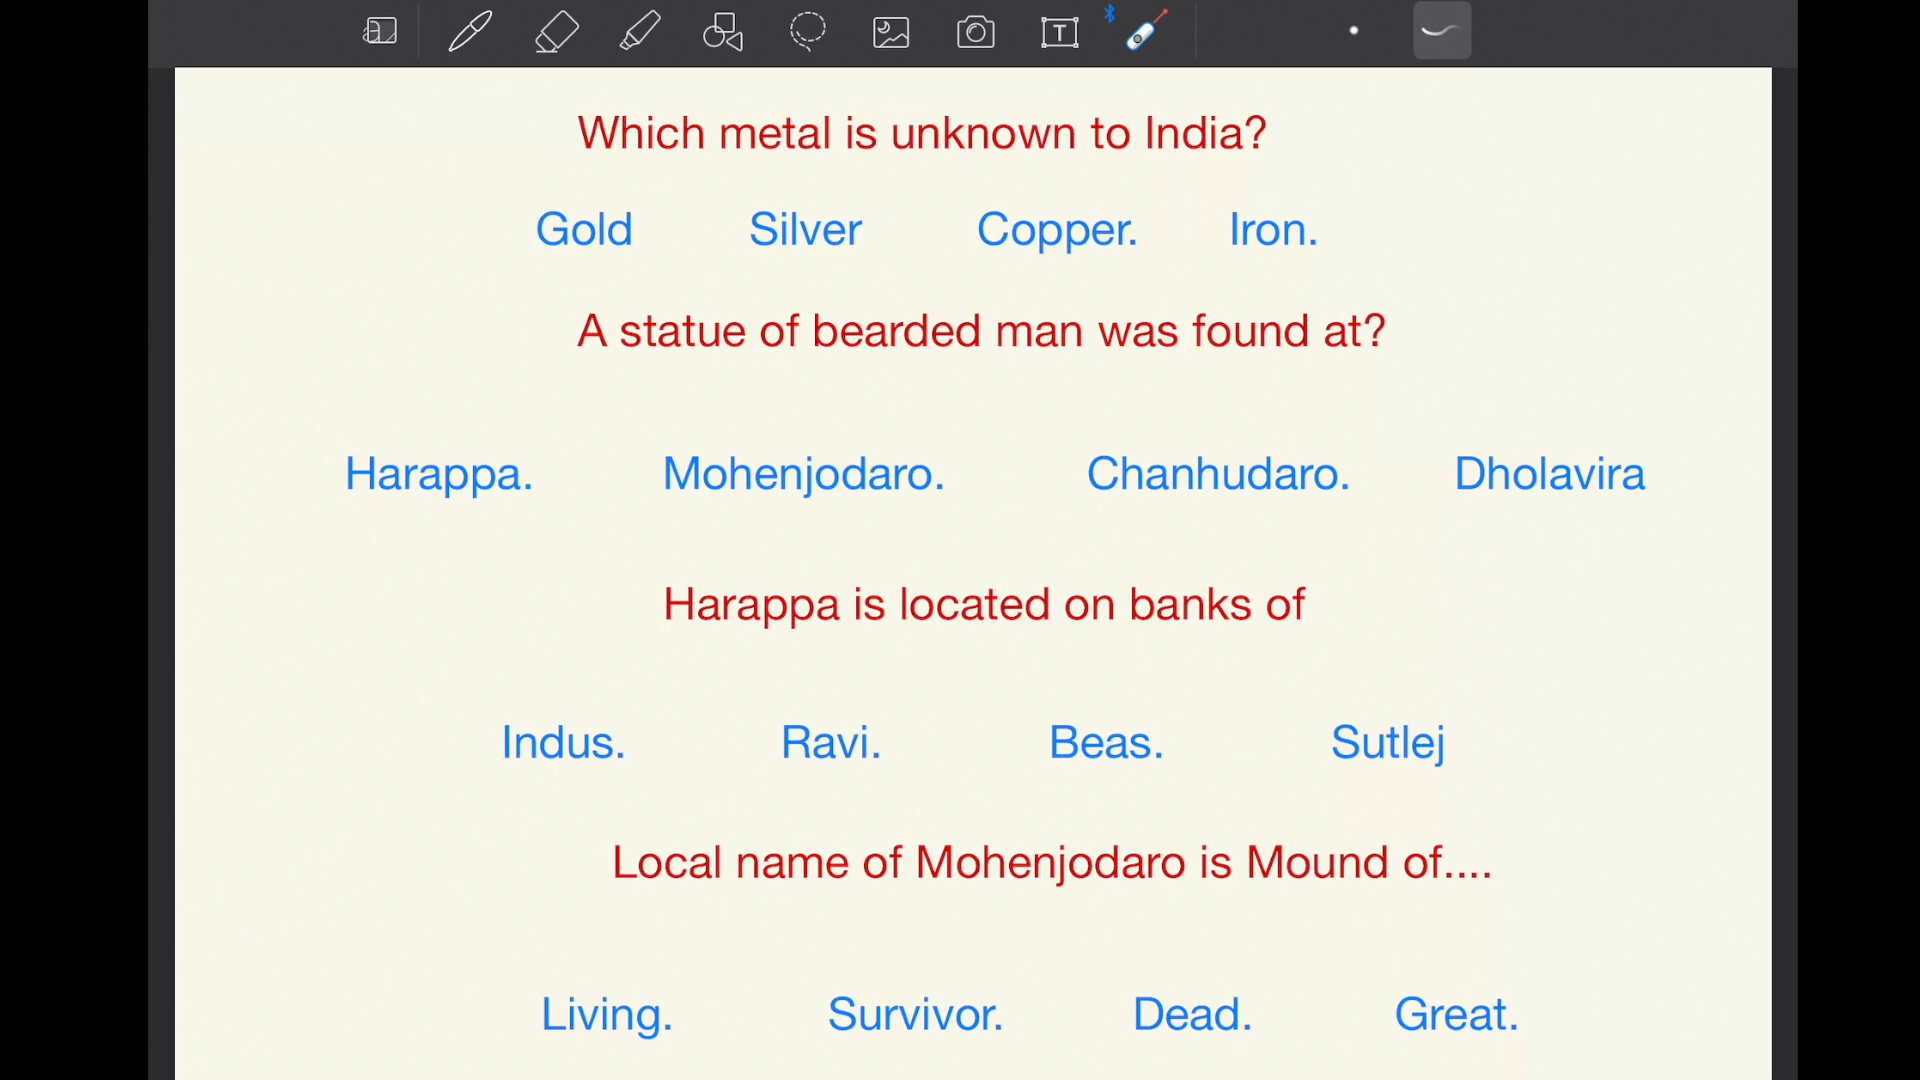 Which metal is unknown to India?
Gold Silver Copper. Iron.
A statue of bearded man was found at?
Harappa. Mohenjodaro. Chanhudaro. Dholavira
Harappa is located on banks of
Indus. Ravi. Beas. Sutlej
Local name of Mohenjodaro is Mound of....
Living. Survivor. Dead. Great.